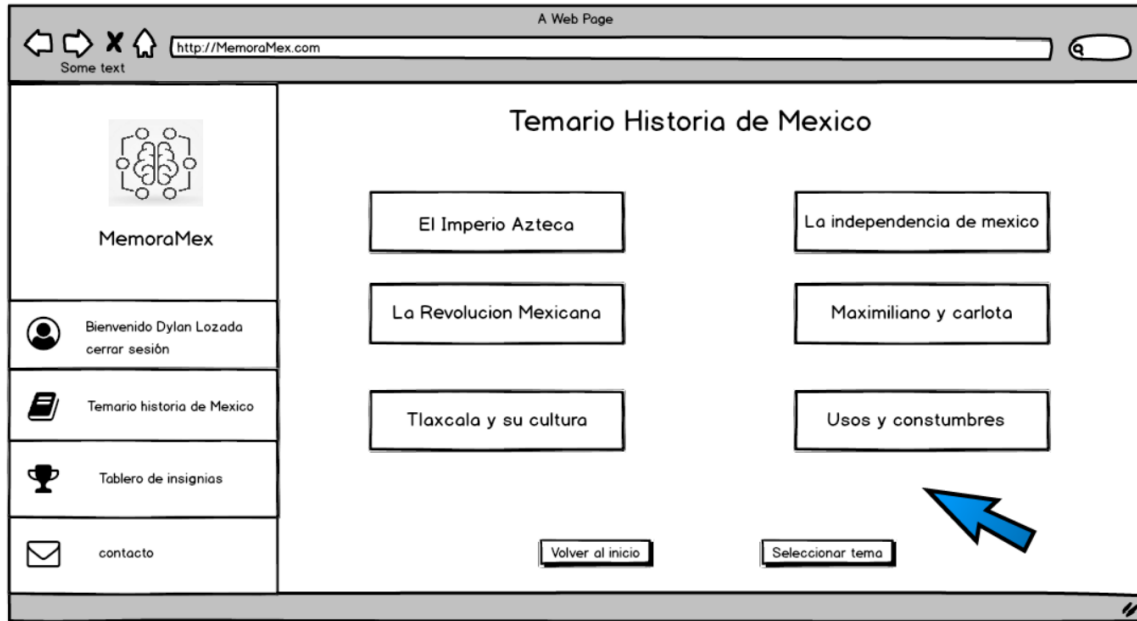 A Web Page
http://MemoraMex.com
Some text
MemoraMex
Bienvenido Dylan Lozada
cerrar sesión
Temario historia de Mexico
Tablero de insignias
contacto
Temario Historia de Mexico
El Imperio Azteca
La independencia de mexico
La Revolucion Mexicana
Maximiliano y carlota
Tlaxcala y su cultura
Usos y constumbres
Volver al inicio
Seleccionar tema